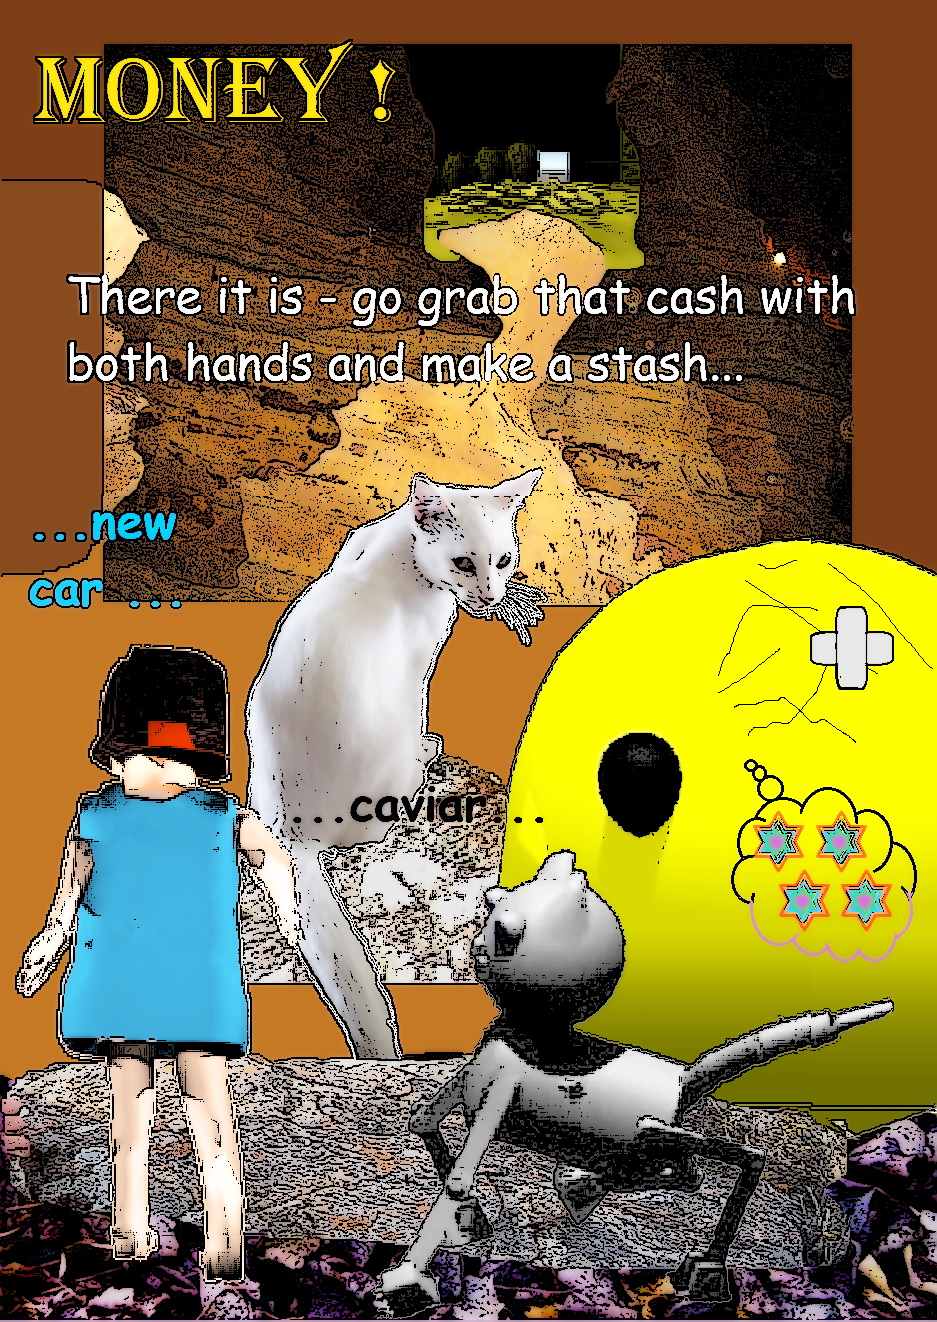 MONEY!
There it is - go grab that cash with
both hands and make a stash...
...new
car ...
...caviar...